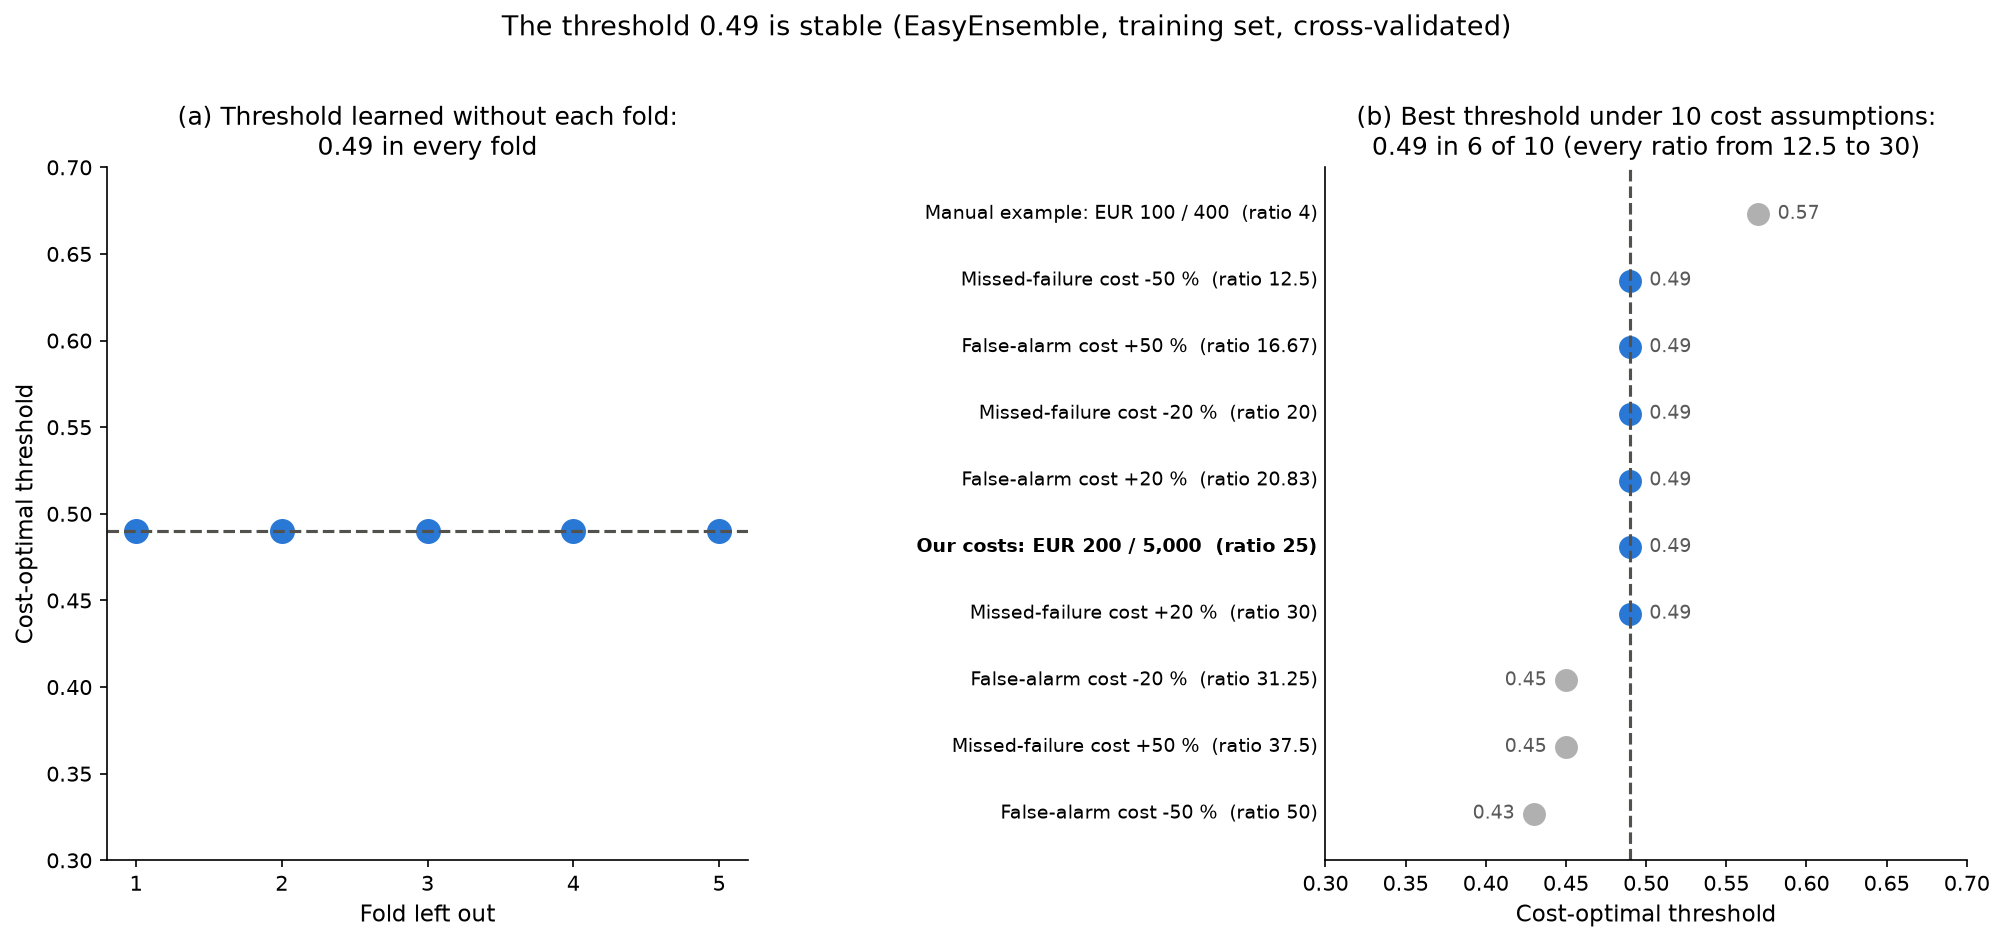 The threshold 0.49 is stable (EasyEnsemble, training set, cross-validated)
(a) Threshold learned without each fold:
0.49 in every fold
0.70
0.65
0.60
0.55
0.50
0.45
0.40
0.35
0.30
Cost-optimal threshold
1 2 3 4 5
Fold left out
(b) Best threshold under 10 cost assumptions:
0.49 in 6 of 10 (every ratio from 12.5 to 30)
Manual example: EUR 100 / 400 (ratio 4) 0.57
Missed-failure cost -50 % (ratio 12.5) 0.49
False-alarm cost +50 % (ratio 16.67) 0.49
Missed-failure cost -20 % (ratio 20) 0.49
False-alarm cost +20 % (ratio 20.83) 0.49
Our costs: EUR 200 / 5,000 (ratio 25) 0.49
Missed-failure cost +20 % (ratio 30) 0.49
False-alarm cost -20 % (ratio 31.25) 0.45
Missed-failure cost +50 % (ratio 37.5) 0.45
False-alarm cost -50 % (ratio 50) 0.43
0.30 0.35 0.40 0.45 0.50 0.55 0.60 0.65 0.70
Cost-optimal threshold